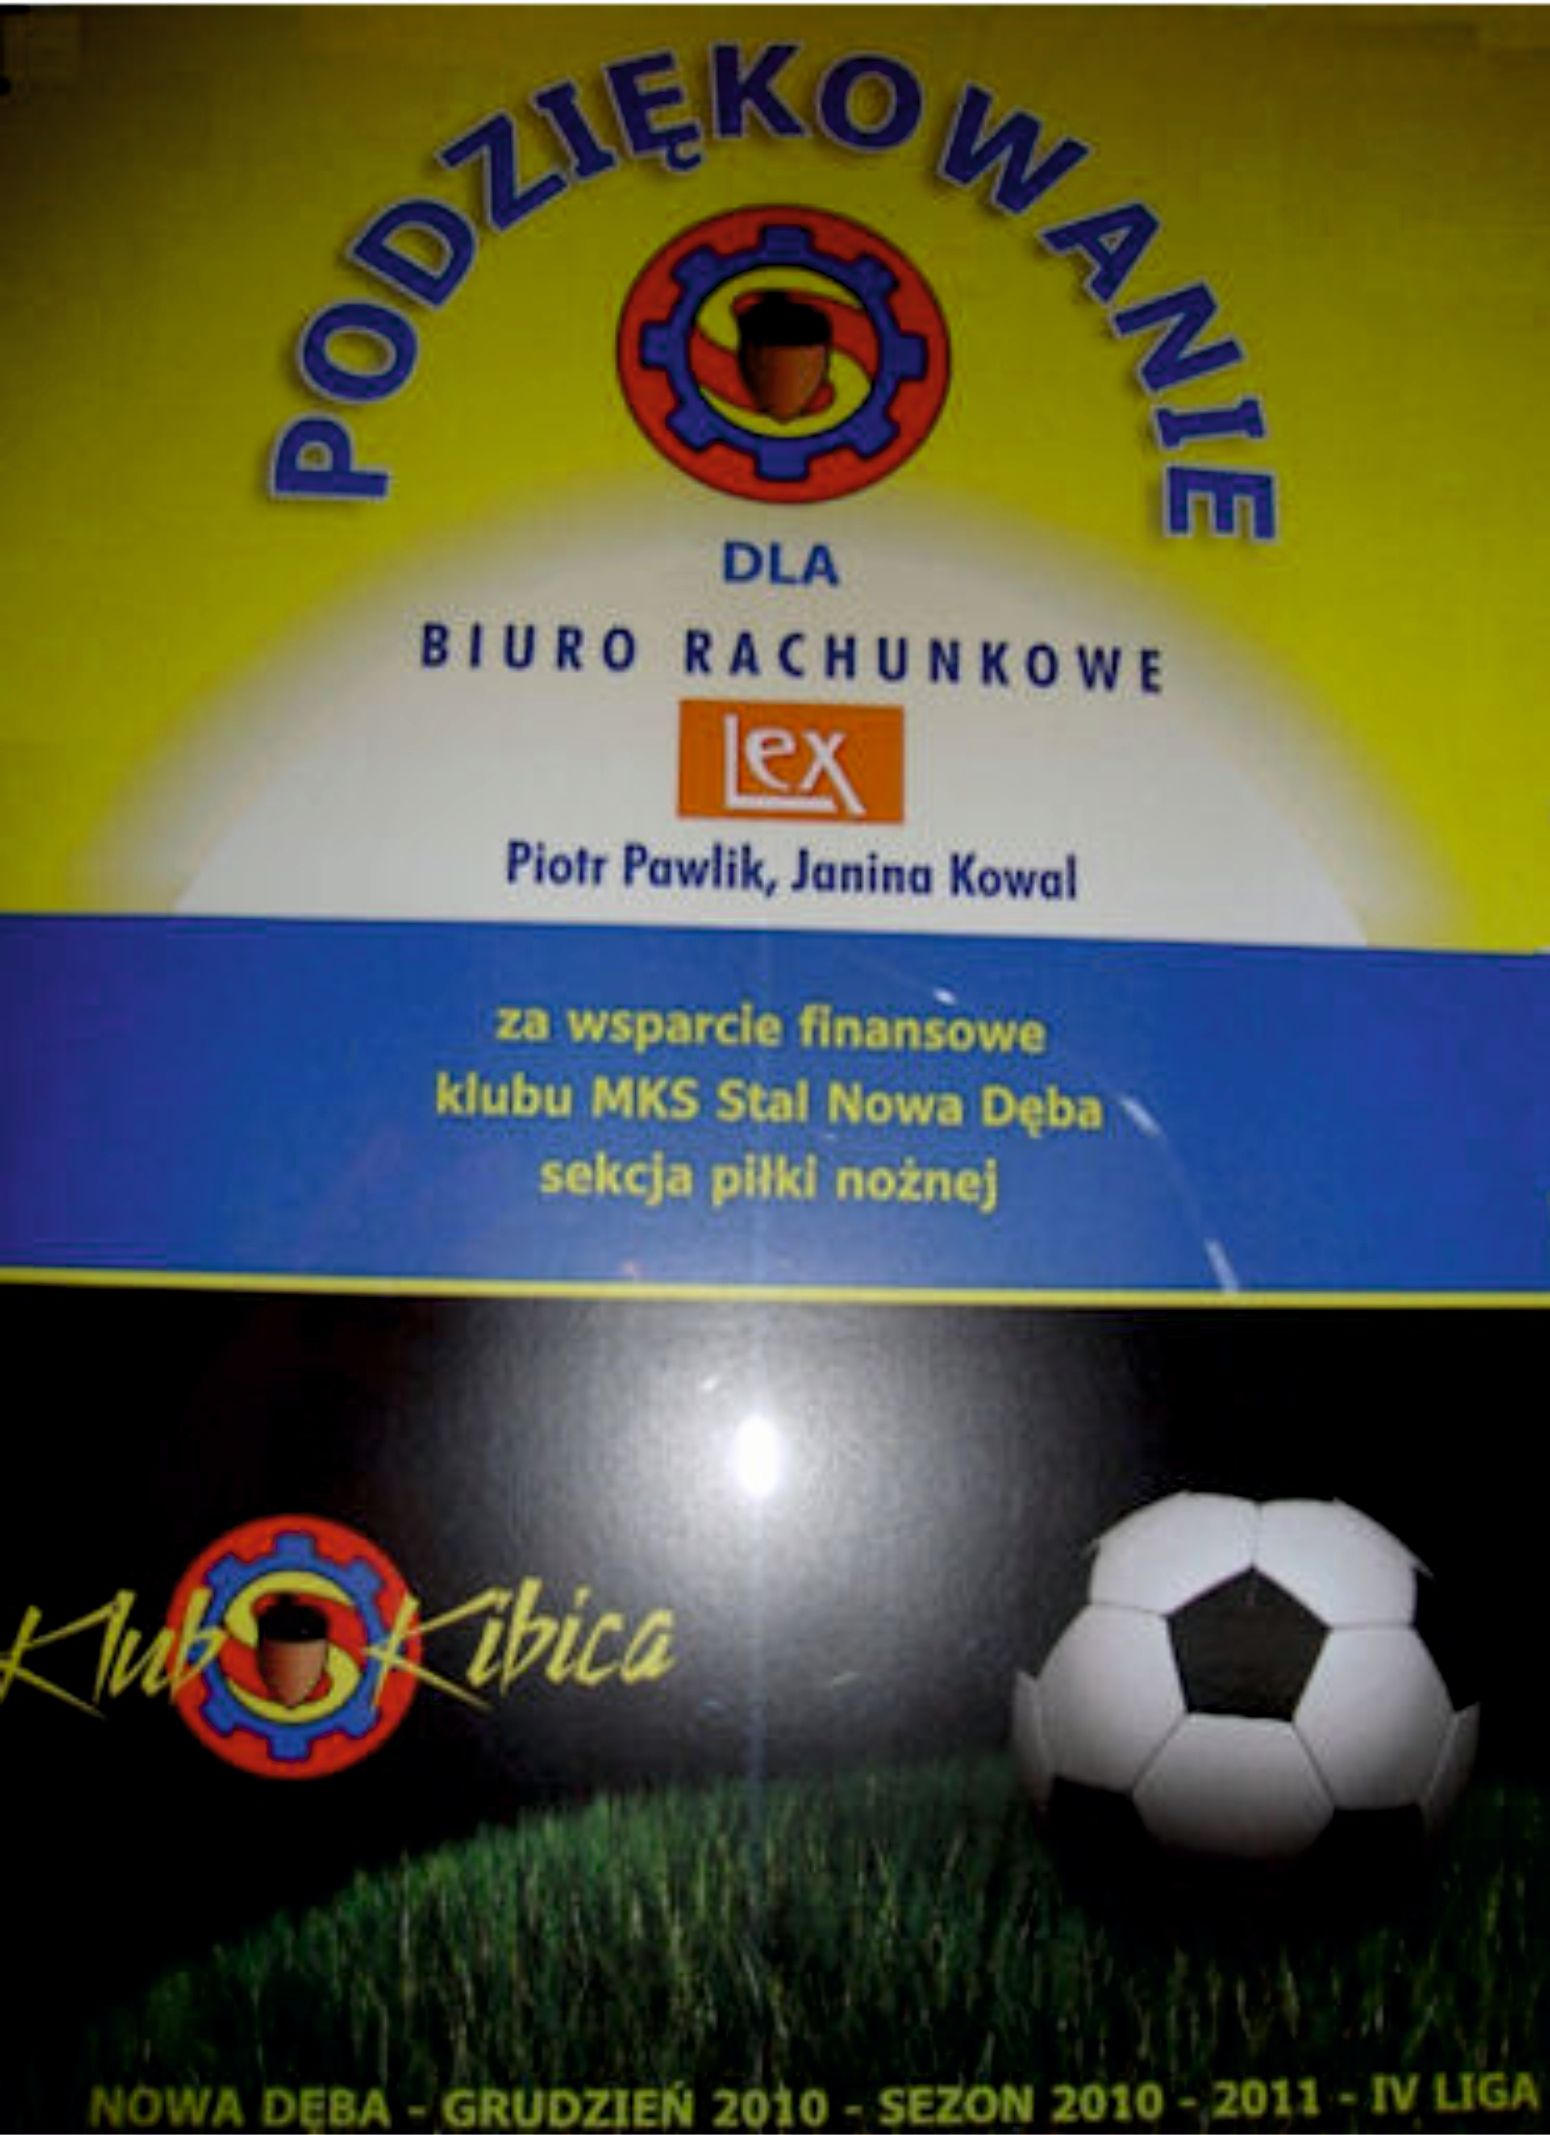 PODZIĘKOWANIE
DLA
BIURO RACHUNKOWE
Lex
Piotr Pawlik, Janina Kowal
za wsparcie finansowe
klubu MKS Stal Nowa Dęba
sekcja piłki nożnej
Klub Kibica
NOWA DĘBA - GRUDZIEŃ 2010 - SEZON 2010 - 2011 - IV LIGA